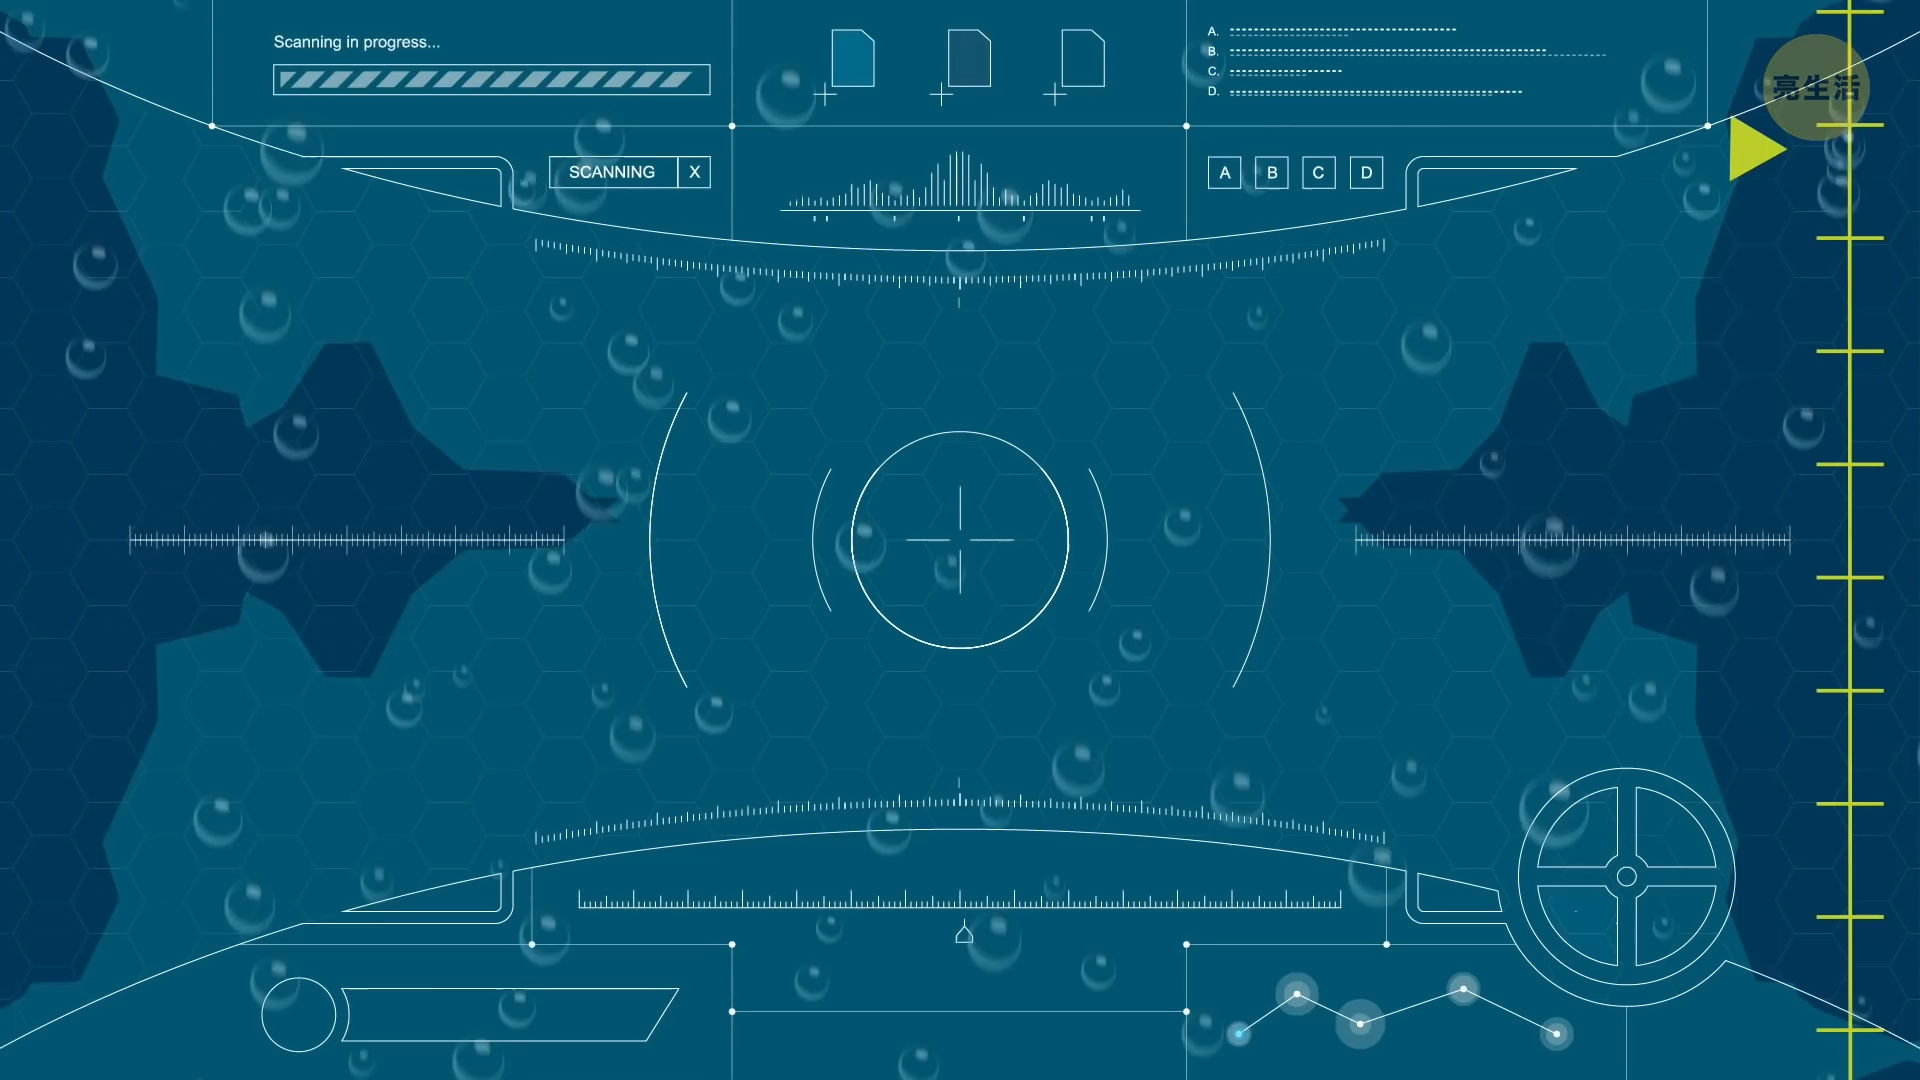 Scanning in progress...
A.
B.
C.
D.
亮生活
SCANNING X
A B C D